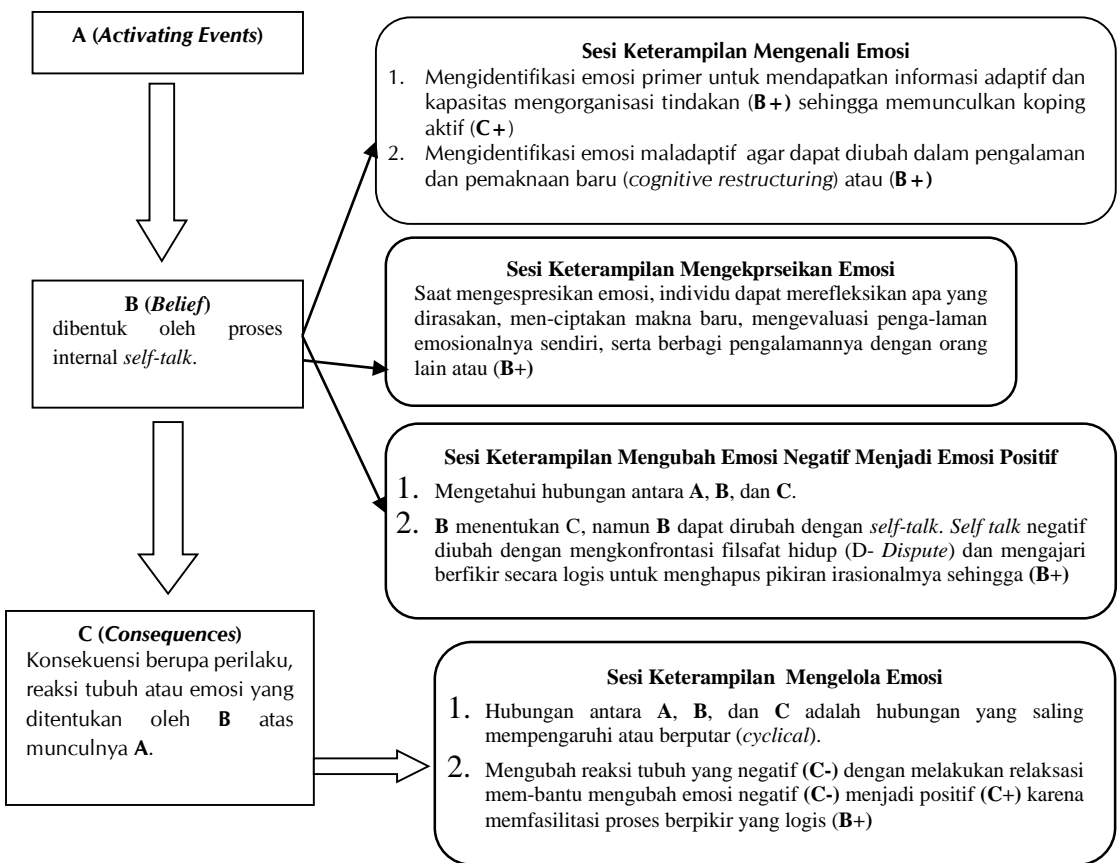 A (Activating Events)
Sesi Keterampilan Mengenali Emosi
1. Mengidentifikasi emosi primer untuk mendapatkan informasi adaptif dan
kapasitas mengorganisasi tindakan (B+) sehingga memunculkan koping
aktif (C+)
2. Mengidentifikasi emosi maladaptif agar dapat diubah dalam pengalaman
dan pemaknaan baru (cognitive restructuring) atau (B+)
B (Belief)
dibentuk oleh proses
internal self-talk.
Sesi Keterampilan Mengekprseikan Emosi
Saat mengespresikan emosi, individu dapat merefleksikan apa yang
dirasakan, men-ciptakan makna baru, mengevaluasi penga-laman
emosionalnya sendiri, serta berbagi pengalamannya dengan orang
lain atau (B+)
Sesi Keterampilan Mengubah Emosi Negatif Menjadi Emosi Positif
1. Mengetahui hubungan antara A, B, dan C.
2. B menentukan C, namun B dapat dirubah dengan self-talk. Self talk negatif
diubah dengan mengkonfrontasi filsafat hidup (D- Dispute) dan mengajari
berfikir secara logis untuk menghapus pikiran irasionalmya sehingga (B+)
C (Consequences)
Konsekuensi berupa perilaku,
reaksi tubuh atau emosi yang
ditentukan oleh B atas
munculnya A.
Sesi Keterampilan Mengelola Emosi
1. Hubungan antara A, B, dan C adalah hubungan yang saling
mempengaruhi atau berputar (cyclical).
2. Mengubah reaksi tubuh yang negatif (C-) dengan melakukan relaksasi
mem-bantu mengubah emosi negatif (C-) menjadi positif (C+) karena
memfasilitasi proses berpikir yang logis (B+)